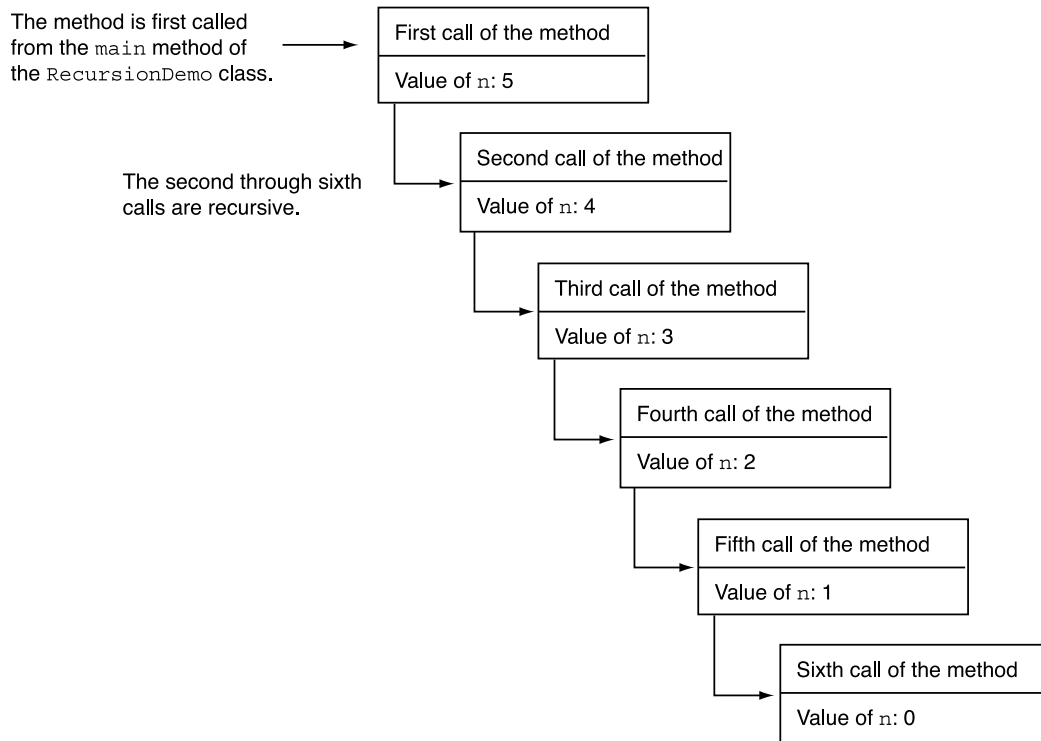 The method is first called
from the main method of
the RecursionDemo class.
First call of the method
Value of n: 5
The second through sixth
calls are recursive.
Second call of the method
Value of n: 4
Third call of the method
Value of n: 3
Fourth call of the method
Value of n: 2
Fifth call of the method
Value of n: 1
Sixth call of the method
Value of n: 0